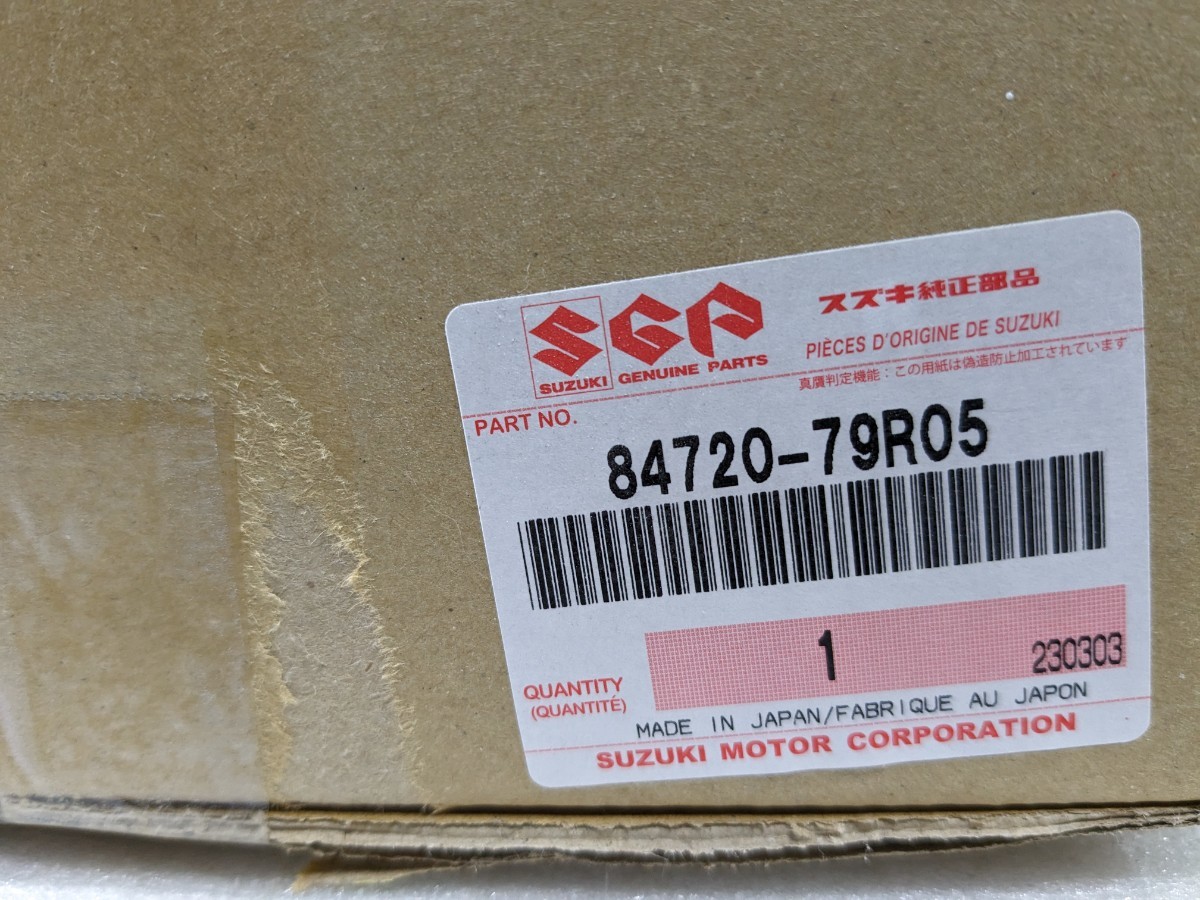 SGP
SUZUKI GENUINE PARTS
スズキ純正部品
PIÈCES D'ORIGINE DE SUZUKI
真贋判定機能：この用紙は偽造防止加工されています
PART NO.
84720-79R05
1
230303
QUANTITY
(QUANTITÉ)
MADE IN JAPAN/FABRIQUE AU JAPON
SUZUKI MOTOR CORPORATION